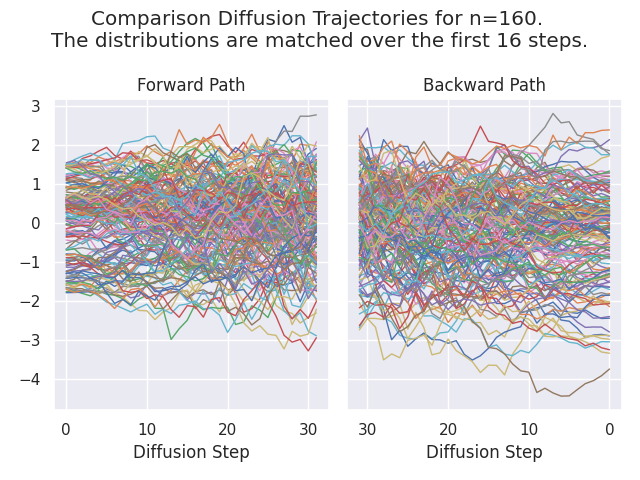 Comparison Diffusion Trajectories for n=160.
The distributions are matched over the first 16 steps.
Forward Path
Backward Path
3
2
1
0
−1
−2
−3
−4
0 10 20 30
30 20 10 0
Diffusion Step
Diffusion Step